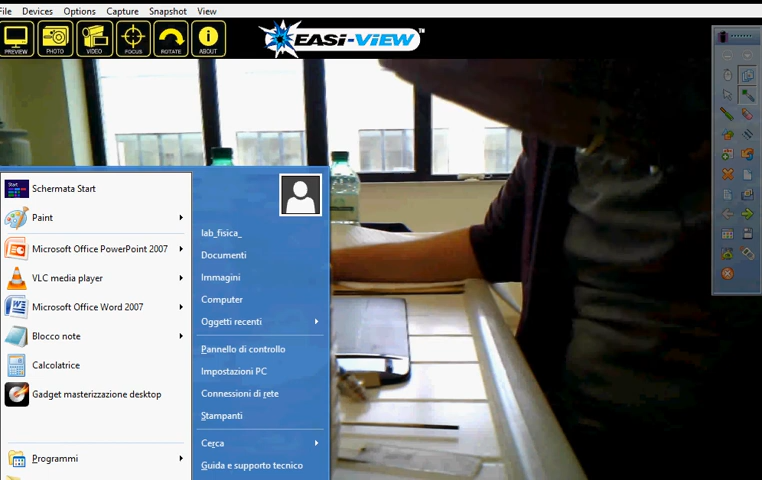 File Devices Options Capture Snapshot View
PREVIEW PHOTO VIDEO FOCUS ROTATE ABOUT
EASI-VIEW™
Start
Schermata Start
Paint
Microsoft Office PowerPoint 2007
VLC media player
Microsoft Office Word 2007
Blocco note
Calcolatrice
Gadget masterizzazione desktop
Programmi
lab_fisica_
Documenti
Immagini
Computer
Oggetti recenti
Pannello di controllo
Impostazioni PC
Connessioni di rete
Stampanti
Cerca
Guida e supporto tecnico